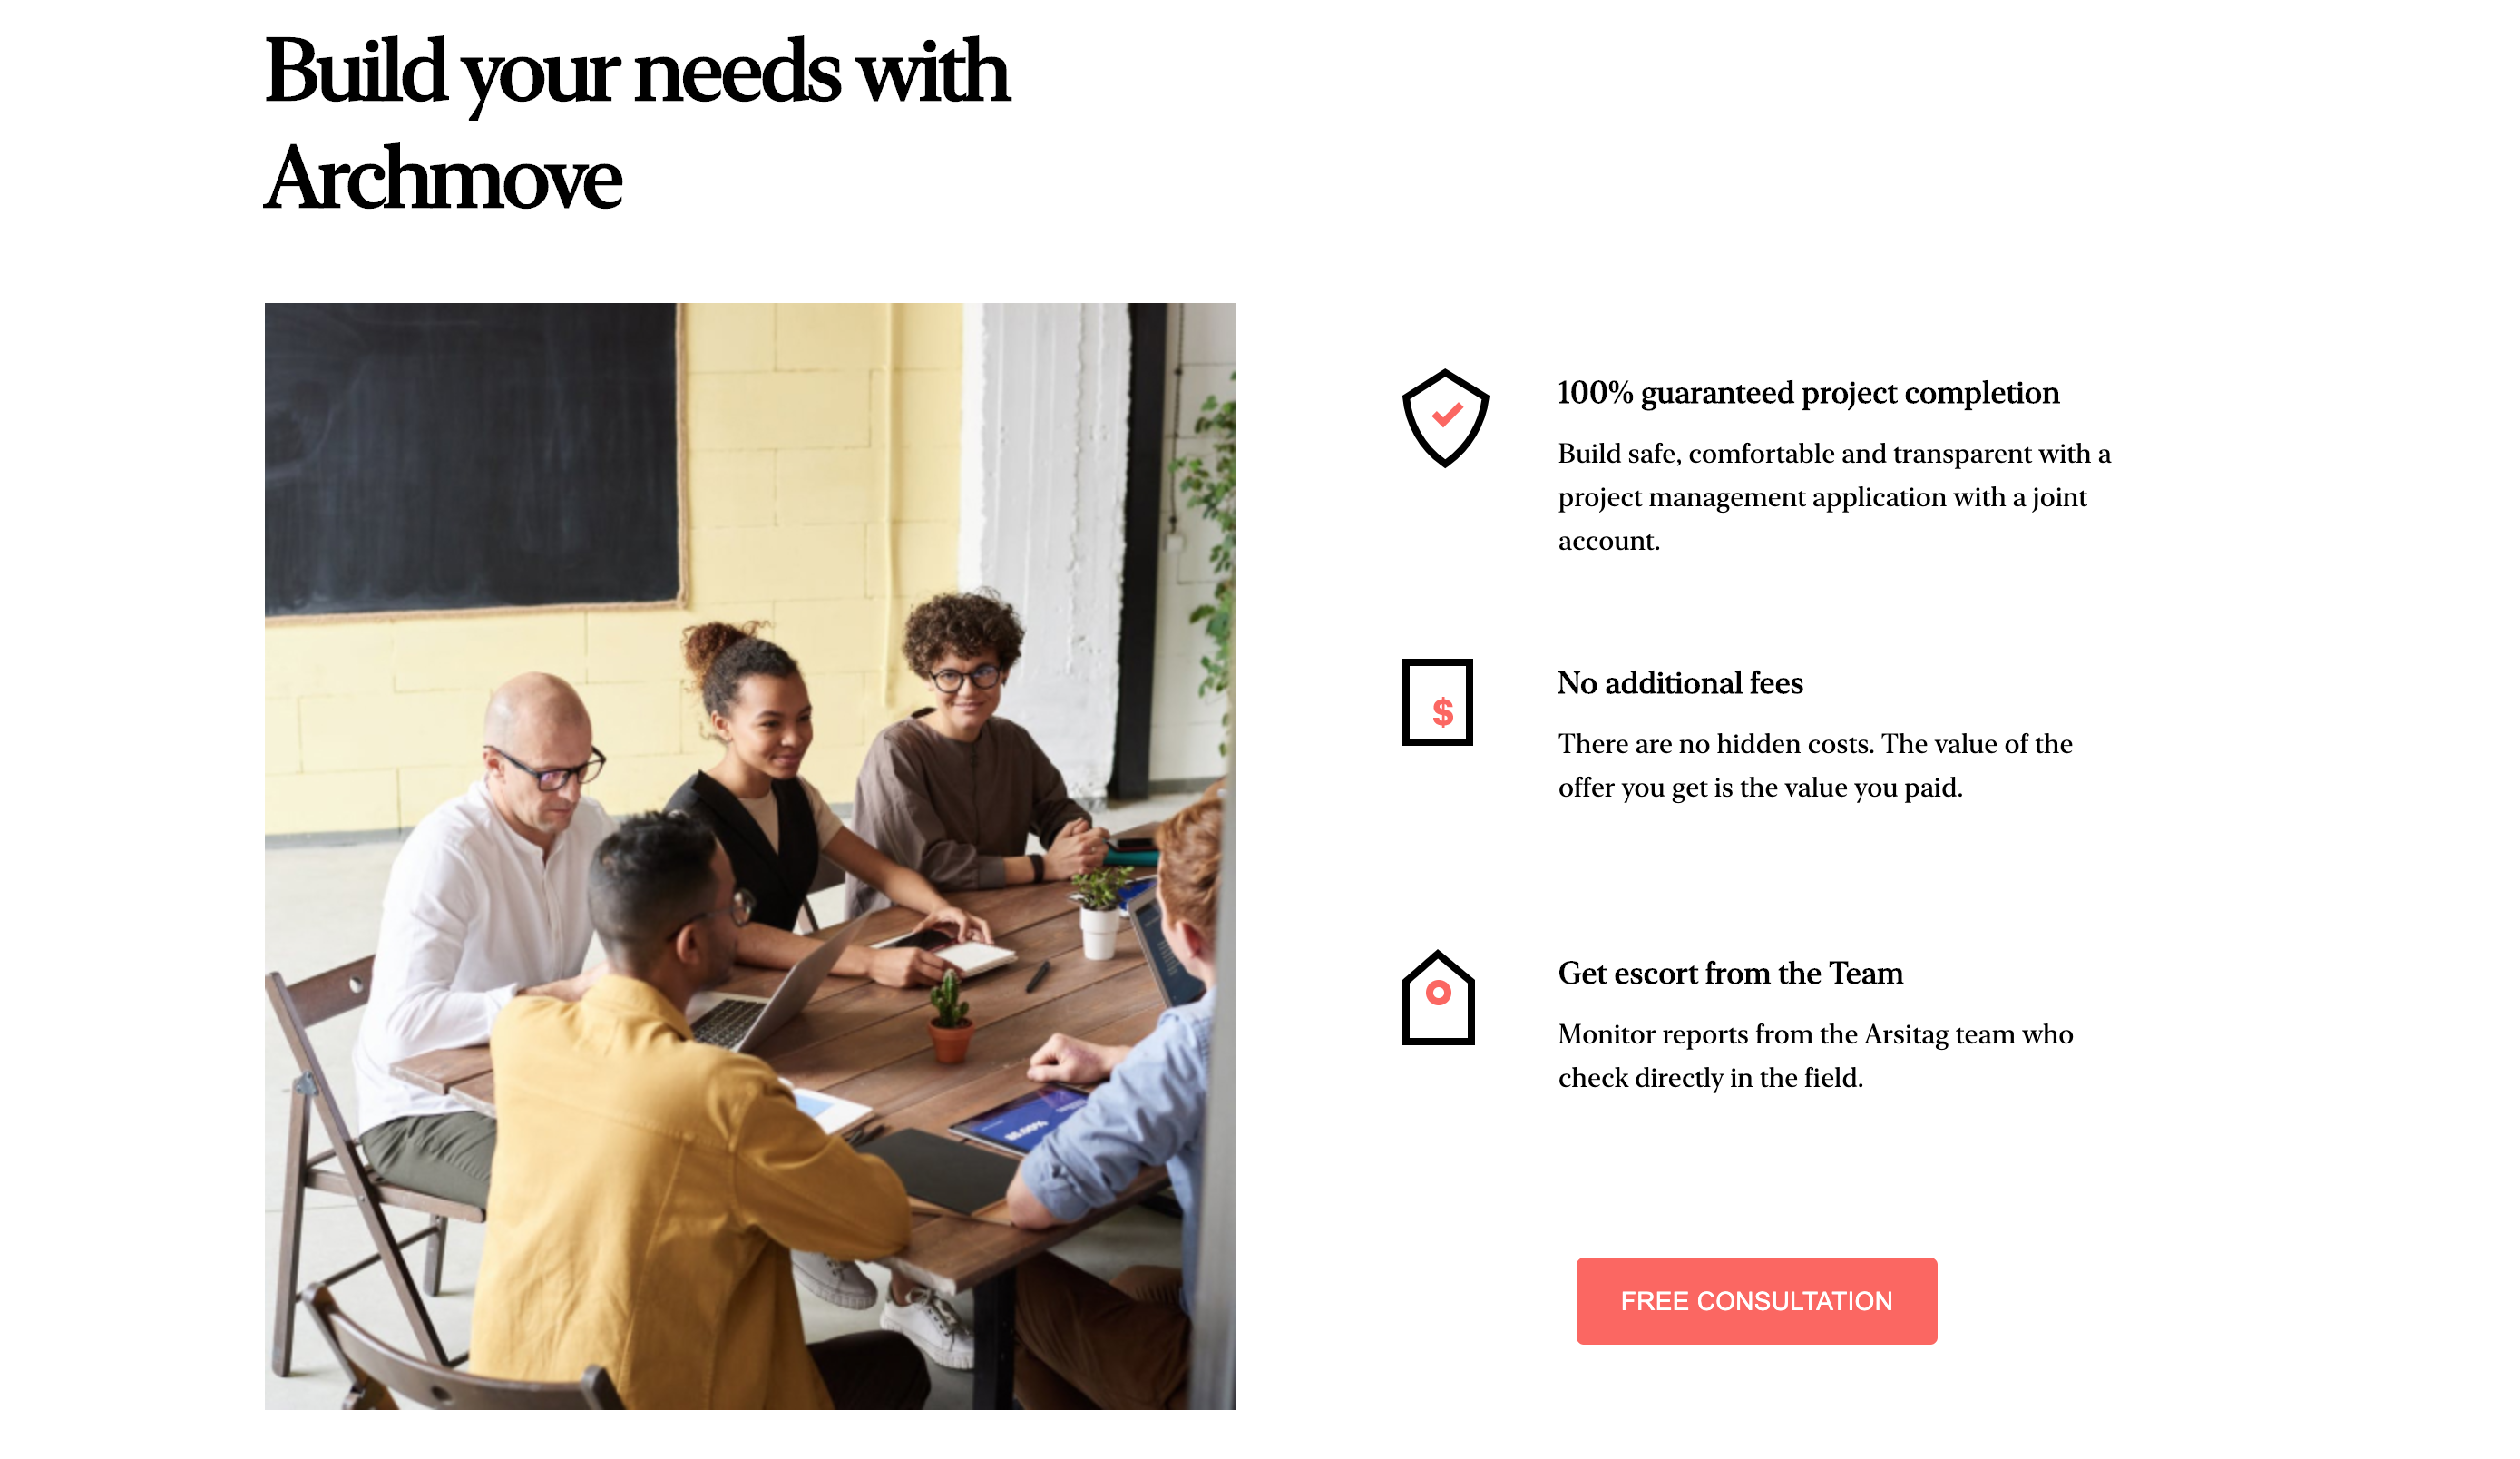 Build your needs with
Archmove
100% guaranteed project completion
Build safe, comfortable and transparent with a
project management application with a joint
account.
$
No additional fees
There are no hidden costs. The value of the
offer you get is the value you paid.
Get escort from the Team
Monitor reports from the Arsitag team who
check directly in the field.
FREE CONSULTATION